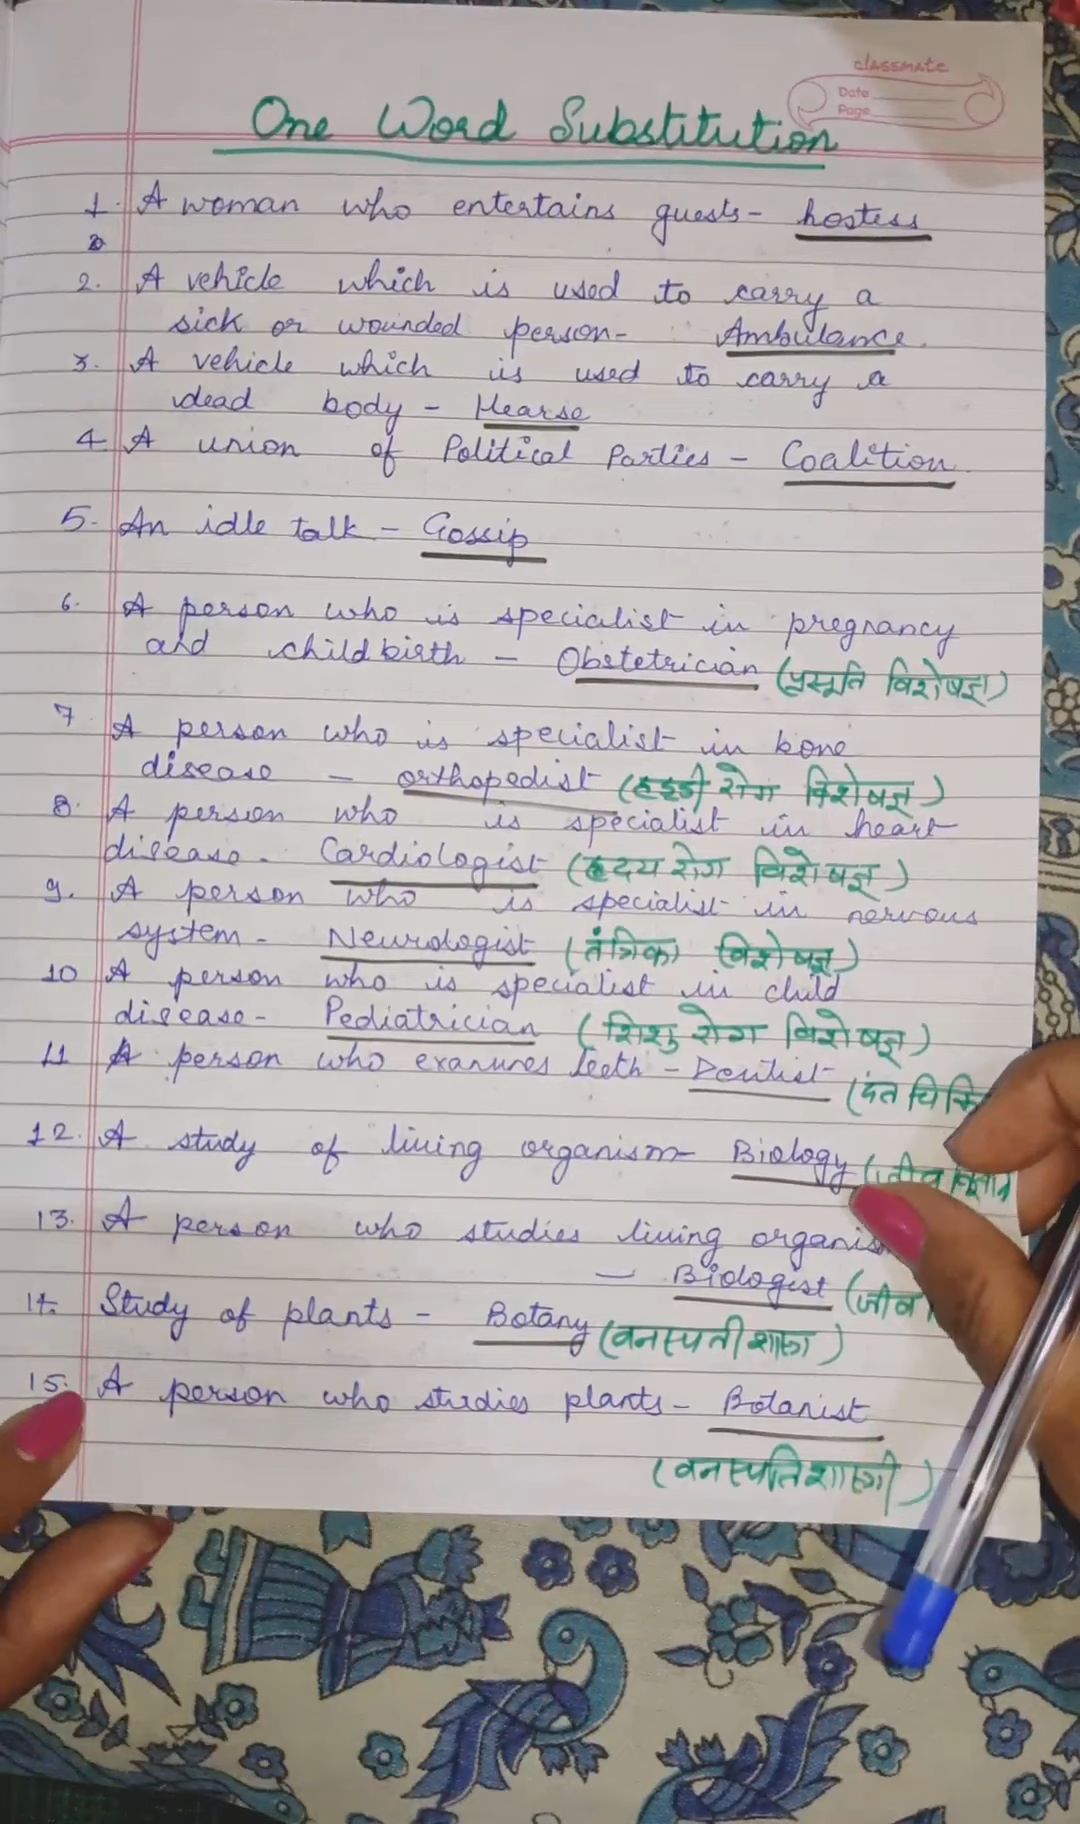 classmate
Date
Page
One Word Substitution
1. A woman who entertains guests- hostess
2. A vehicle which is used to carry a
sick or wounded person- Ambulance.
3. A vehicle which is used to carry a
dead body - Hearse
4. A union of Political Parties - Coalition
5. An idle talk - Gossip
6. A person who is specialist in pregnancy
and childbirth - Obstetrician (प्रसूति विशेषज्ञ)
7 A person who is specialist in bone
disease - orthopedist (हड्डी रोग विशेषज्ञ)
8. A person who is specialist in heart
disease - Cardiologist (हृदय रोग विशेषज्ञ)
9. A person who is specialist in nervous
system - Neurologist (तंत्रिका विशेषज्ञ)
10 A person who is specialist in child
disease - Pediatrician (शिशु रोग विशेषज्ञ)
11 A person who examines teeth - Dentist (दंत
12. A study of living organism - Biology (जीव विज्ञान
13. A person who studies living
- Biologist (जीव
14. Study of plants - Botany (वनस्पती शास्त्र)
15. A person who studies plants - Botanist
(वनस्पति शास्त्री)